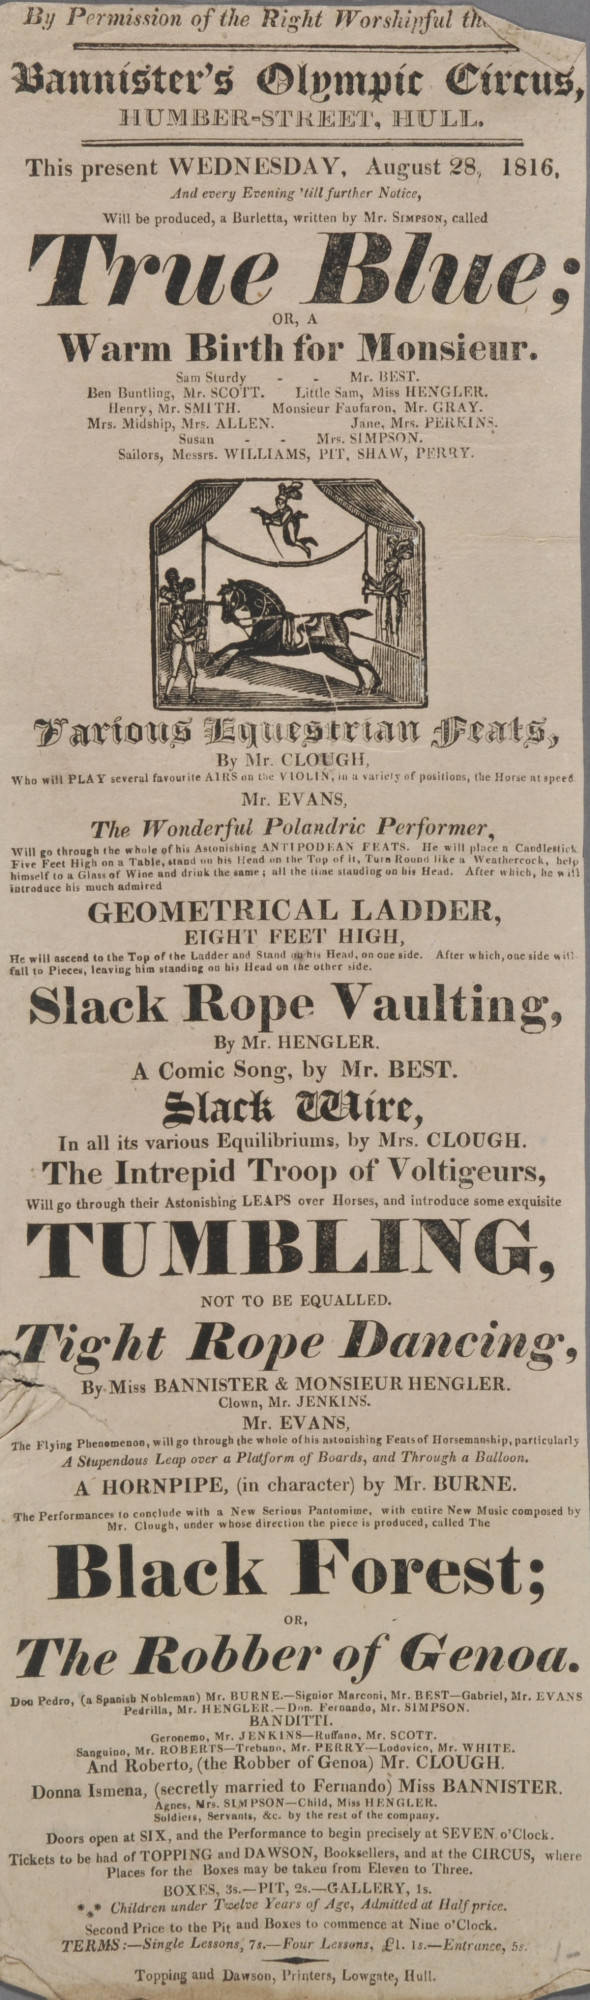 By Permission of the Right Worshipful the
Bannister's Olympic Circus,
HUMBER-STREET, HULL.
This present WEDNESDAY, August 28, 1816,
And every Evening 'till further Notice,
Will be produced, a Burletta, written by Mr. SIMPSON, called
True Blue;
OR, A
Warm Birth for Monsieur.
Sam Sturdy - - Mr. BEST.
Ben Buntling, Mr. SCOTT. Little Sam, Miss HENGLER.
Henry, Mr. SMITH. Monsieur Fanfaron, Mr. GRAY.
Mrs. Midship, Mrs. ALLEN. Jane, Mrs. PERKINS.
Susan - - Mrs. SIMPSON.
Sailors, Messrs. WILLIAMS, PIT, SHAW, PERRY.
Various Equestrian Feats,
By Mr. CLOUGH,
Who will PLAY several favourite AIRS on the VIOLIN, in a variety of positions, the Horse at speed.
Mr. EVANS,
The Wonderful Polandric Performer,
Will go through the whole of his Astonishing ANTIPODEAN FEATS. He will place a Candlestick
Five Feet High on a Table, stand on his Head on the Top of it, Turn Round like a Weathercock, help
himself to a Glass of Wine and drink the same; all the time standing on his Head. After which, he will
introduce his much admired
GEOMETRICAL LADDER,
EIGHT FEET HIGH,
He will ascend to the Top of the Ladder and Stand on his Head, on one side. After which, one side will
fall to Pieces, leaving him standing on his Head on the other side.
Slack Rope Vaulting,
By Mr. HENGLER.
A Comic Song, by Mr. BEST.
Slack Wire,
In all its various Equilibriums, by Mrs. CLOUGH.
The Intrepid Troop of Voltigeurs,
Will go through their Astonishing LEAPS over Horses, and introduce some exquisite
TUMBLING,
NOT TO BE EQUALLED.
Tight Rope Dancing,
By Miss BANNISTER & MONSIEUR HENGLER.
Clown, Mr. JENKINS.
Mr. EVANS,
The Flying Phenomenon, will go through the whole of his astonishing Feats of Horsemanship, particularly
A Stupendous Leap over a Platform of Boards, and Through a Balloon.
A HORNPIPE, (in character) by Mr. BURNE.
The Performances to conclude with a New Serious Pantomime, with entire New Music composed by
Mr. Clough, under whose direction the piece is produced, called The
Black Forest;
OR,
The Robber of Genoa.
Don Pedro, (a Spanish Nobleman) Mr. BURNE.—Signior Marconi, Mr. BEST—Gabriel, Mr. EVANS
Pedrilla, Mr. HENGLER.—Don. Fernando, Mr. SIMPSON.
BANDITTI.
Geronemo, Mr. JENKINS—Ruffano, Mr. SCOTT.
Sanguino, Mr. ROBERTS—Trebano, Mr. PERRY—Lodovico, Mr. WHITE.
And Roberto, (the Robber of Genoa) Mr. CLOUGH.
Donna Ismena, (secretly married to Fernando) Miss BANNISTER.
Agnes, Mrs. SIMPSON—Child, Miss HENGLER.
Soldiers, Servants, &c. by the rest of the company.
Doors open at SIX, and the Performance to begin precisely at SEVEN o'Clock.
Tickets to be had of TOPPING and DAWSON, Booksellers, and at the CIRCUS, where
Places for the Boxes may be taken from Eleven to Three.
BOXES, 3s.—PIT, 2s.—GALLERY, 1s.
*⁎* Children under Twelve Years of Age, Admitted at Half price.
Second Price to the Pit and Boxes to commence at Nine o'Clock.
TERMS:—Single Lessons, 7s.—Four Lessons, £1. 1s.—Entrance, 5s.
Topping and Dawson, Printers, Lowgate, Hull.